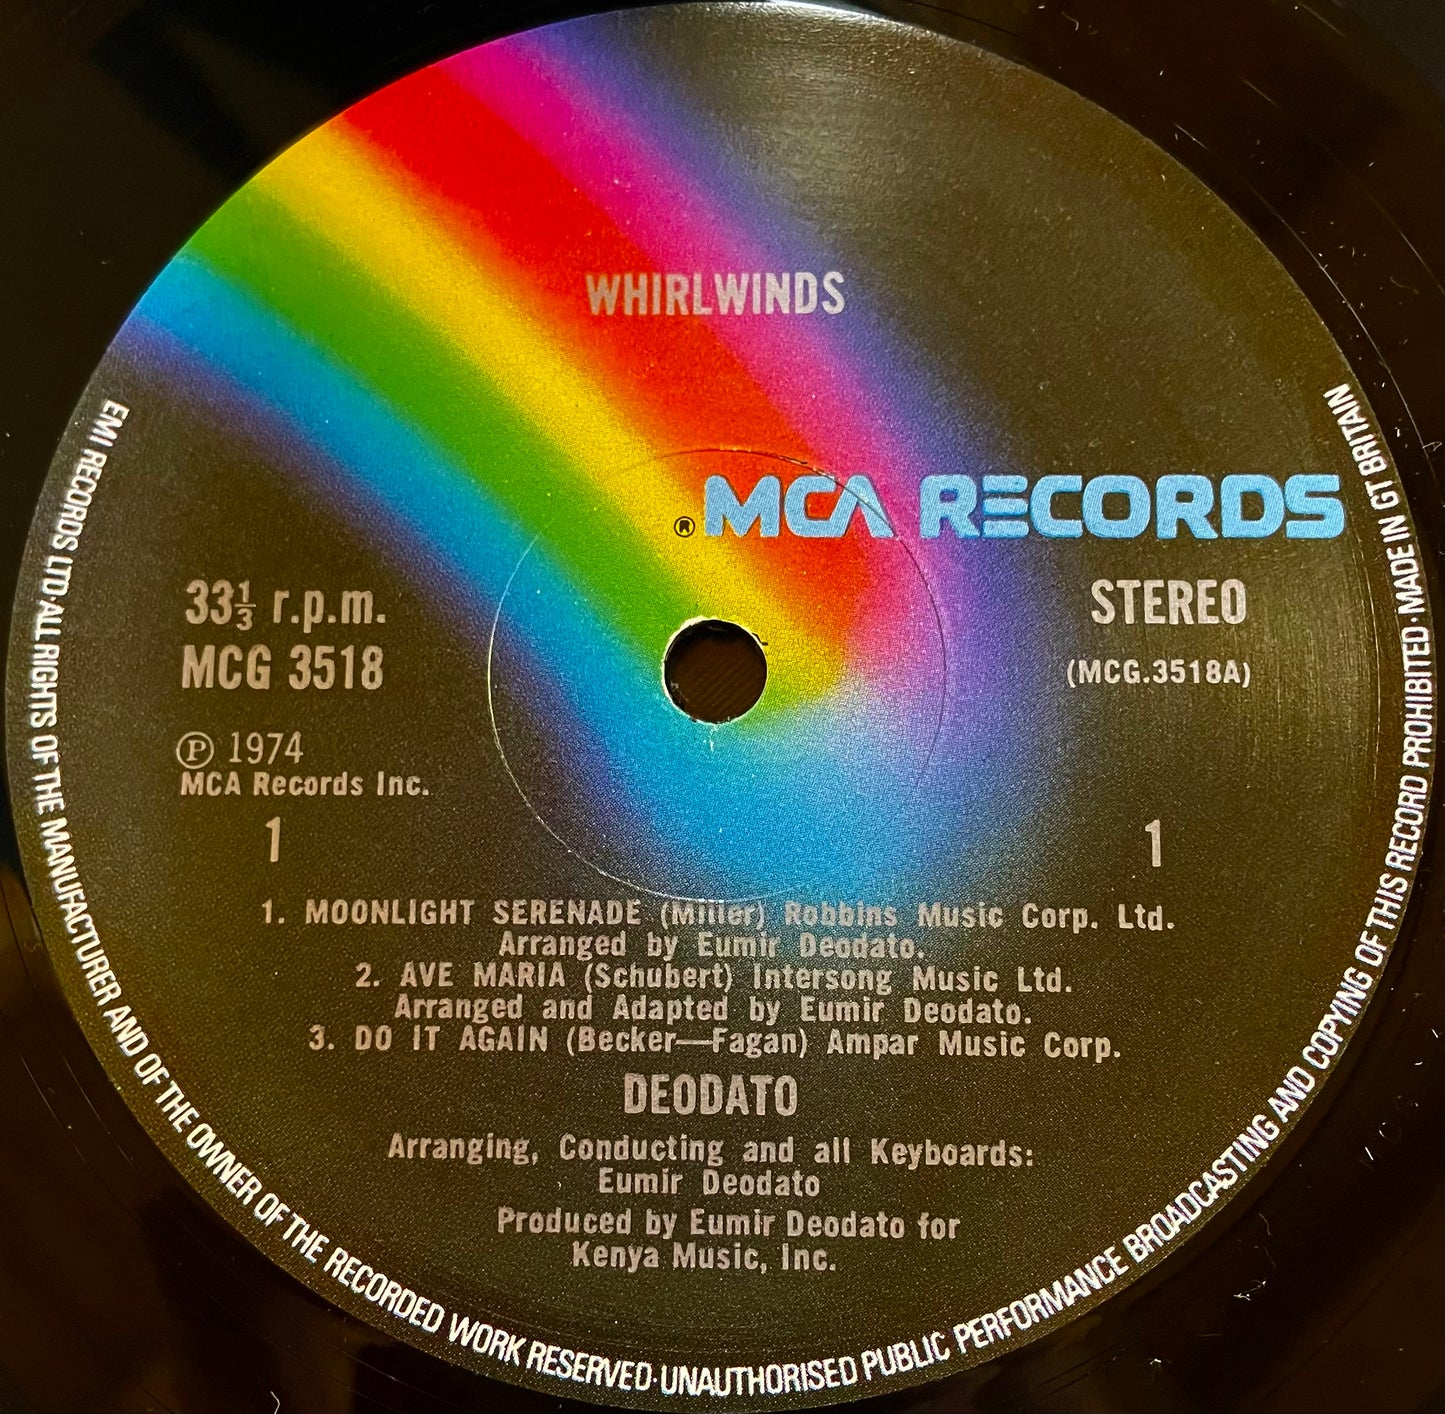 WHIRLWINDS
® MCA RECORDS
33⅓ r.p.m.
STEREO
MCG 3518
(MCG.3518A)
Ⓟ 1974
MCA Records Inc.
1
1
1. MOONLIGHT SERENADE (Miller) Robbins Music Corp. Ltd.
Arranged by Eumir Deodato.
2. AVE MARIA (Schubert) Intersong Music Ltd.
Arranged and Adapted by Eumir Deodato.
3. DO IT AGAIN (Becker—Fagan) Ampar Music Corp.
DEODATO
Arranging, Conducting and all Keyboards:
Eumir Deodato
Produced by Eumir Deodato for
Kenya Music, Inc.
EMI RECORDS LTD ALL RIGHTS OF THE MANUFACTURER AND OF THE OWNER OF THE RECORDED WORK RESERVED·UNAUTHORISED PUBLIC PERFORMANCE BROADCASTING AND COPYING OF THIS RECORD PROHIBITED·MADE IN GT BRITAIN